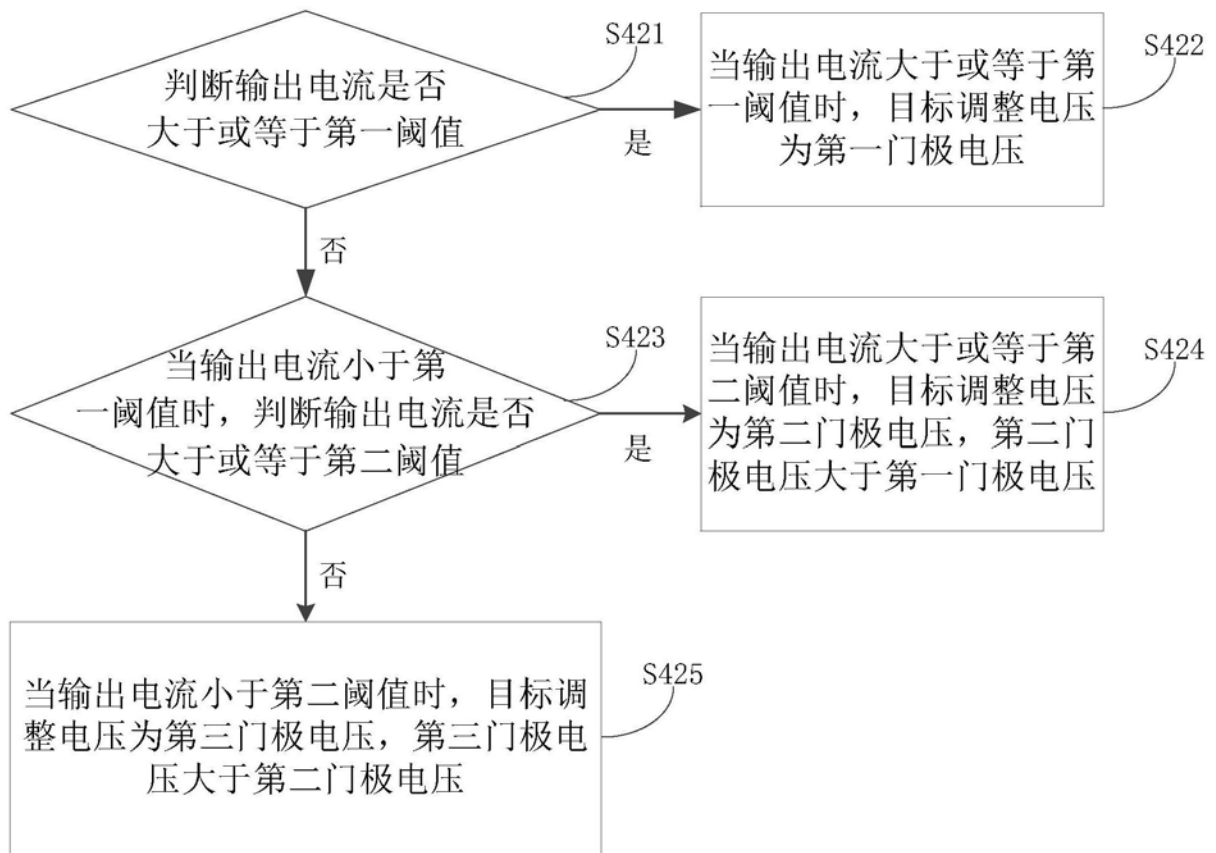 S421
判断输出电流是否
大于或等于第一阈值
是
S422
当输出电流大于或等于第
一阈值时，目标调整电压
为第一门极电压
否
S423
当输出电流小于第
一阈值时，判断输出电流是否
大于或等于第二阈值
是
S424
当输出电流大于或等于第
二阈值时，目标调整电压
为第二门极电压，第二门
极电压大于第一门极电压
否
S425
当输出电流小于第二阈值时，目标调
整电压为第三门极电压，第三门极电
压大于第二门极电压